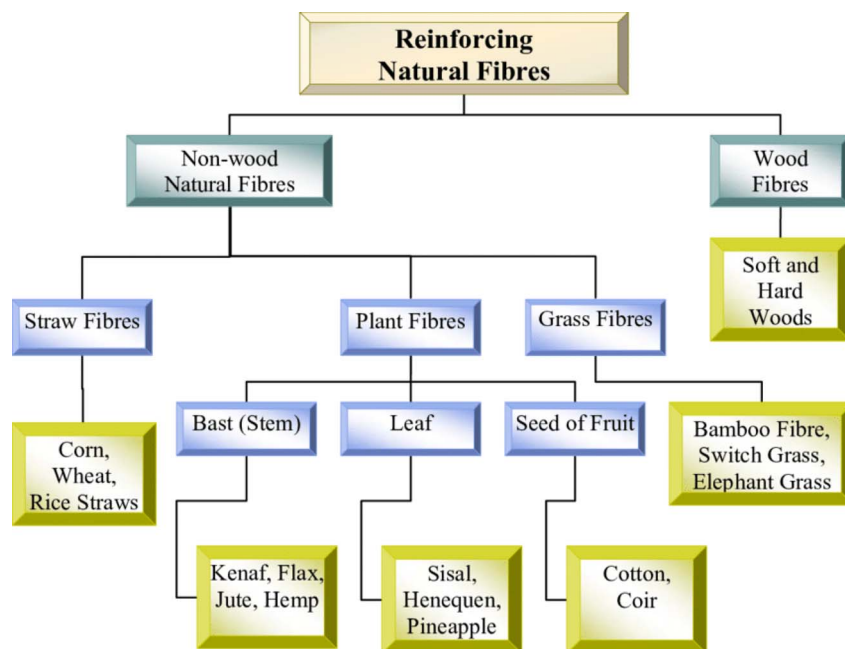 Reinforcing
Natural Fibres
Non-wood
Natural Fibres
Wood
Fibres
Soft and
Hard
Woods
Straw Fibres
Plant Fibres
Grass Fibres
Bast (Stem)
Leaf
Seed of Fruit
Bamboo Fibre,
Switch Grass,
Elephant Grass
Corn,
Wheat,
Rice Straws
Kenaf, Flax,
Jute, Hemp
Sisal,
Henequen,
Pineapple
Cotton,
Coir